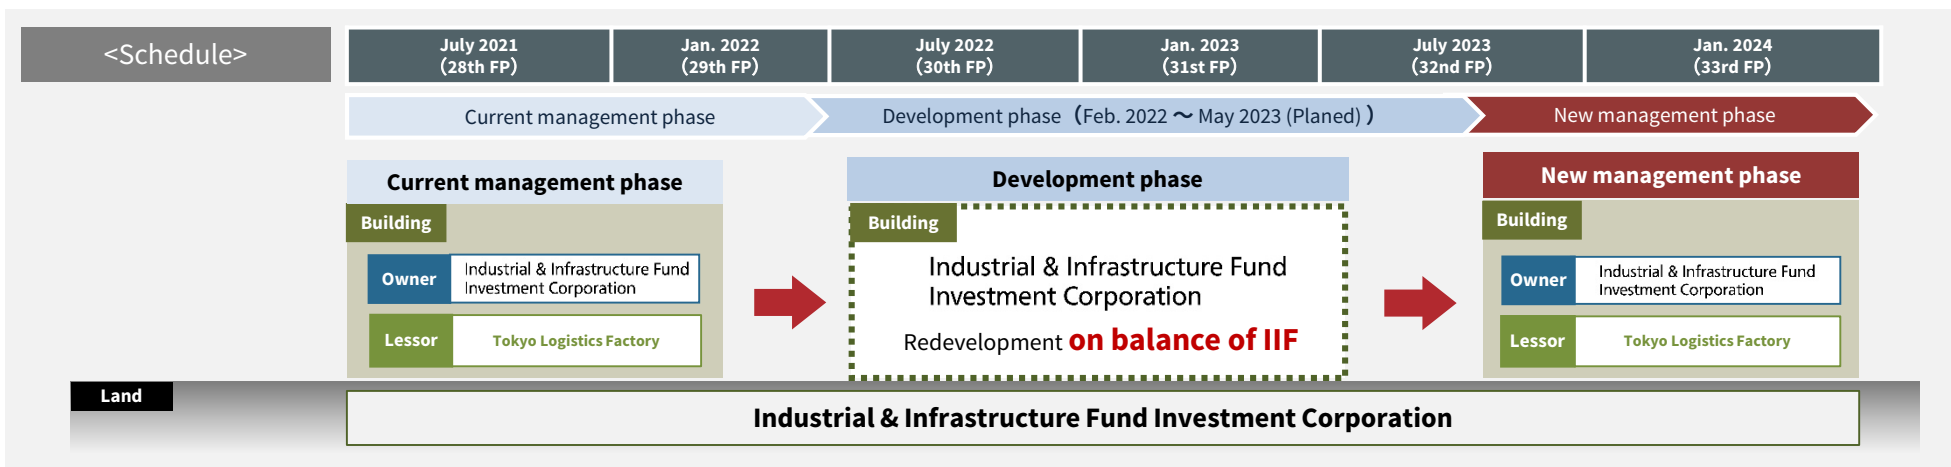 <Schedule>
July 2021
(28th FP)
Jan. 2022
(29th FP)
July 2022
(30th FP)
Jan. 2023
(31st FP)
July 2023
(32nd FP)
Jan. 2024
(33rd FP)
Current management phase
Development phase（Feb. 2022 ～ May 2023 (Planed) ）
New management phase
Current management phase
Building
Owner
Industrial & Infrastructure Fund
Investment Corporation
Lessor
Tokyo Logistics Factory
Development phase
Building
Industrial & Infrastructure Fund
Investment Corporation
Redevelopment on balance of IIF
New management phase
Building
Owner
Industrial & Infrastructure Fund
Investment Corporation
Lessor
Tokyo Logistics Factory
Land
Industrial & Infrastructure Fund Investment Corporation